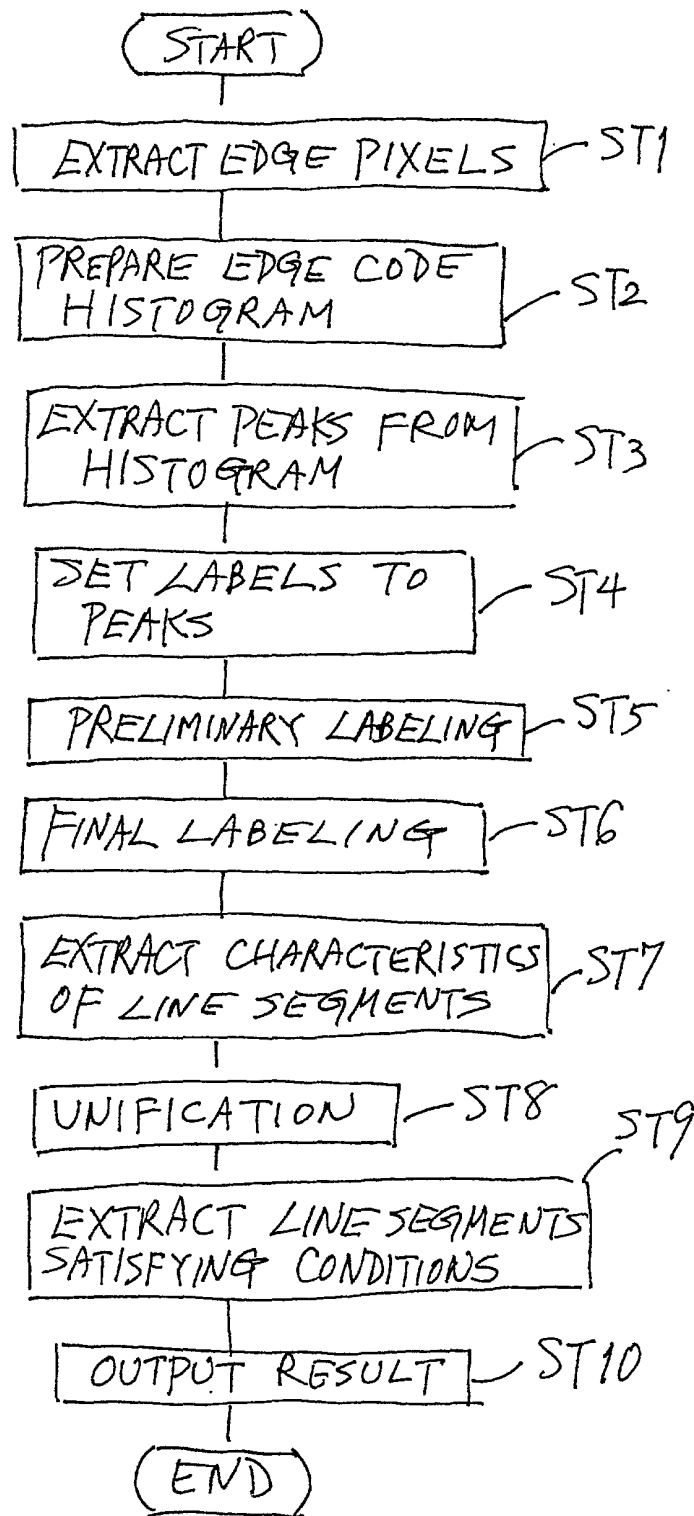 START
EXTRACT EDGE PIXELS
ST1
PREPARE EDGE CODE
HISTOGRAM
ST2
EXTRACT PEAKS FROM
HISTOGRAM
ST3
SET LABELS TO
PEAKS
ST4
PRELIMINARY LABELING
ST5
FINAL LABELING
ST6
EXTRACT CHARACTERISTICS
OF LINE SEGMENTS
ST7
UNIFICATION
ST8
ST9
EXTRACT LINE SEGMENTS
SATISFYING CONDITIONS
OUTPUT RESULT
ST10
END